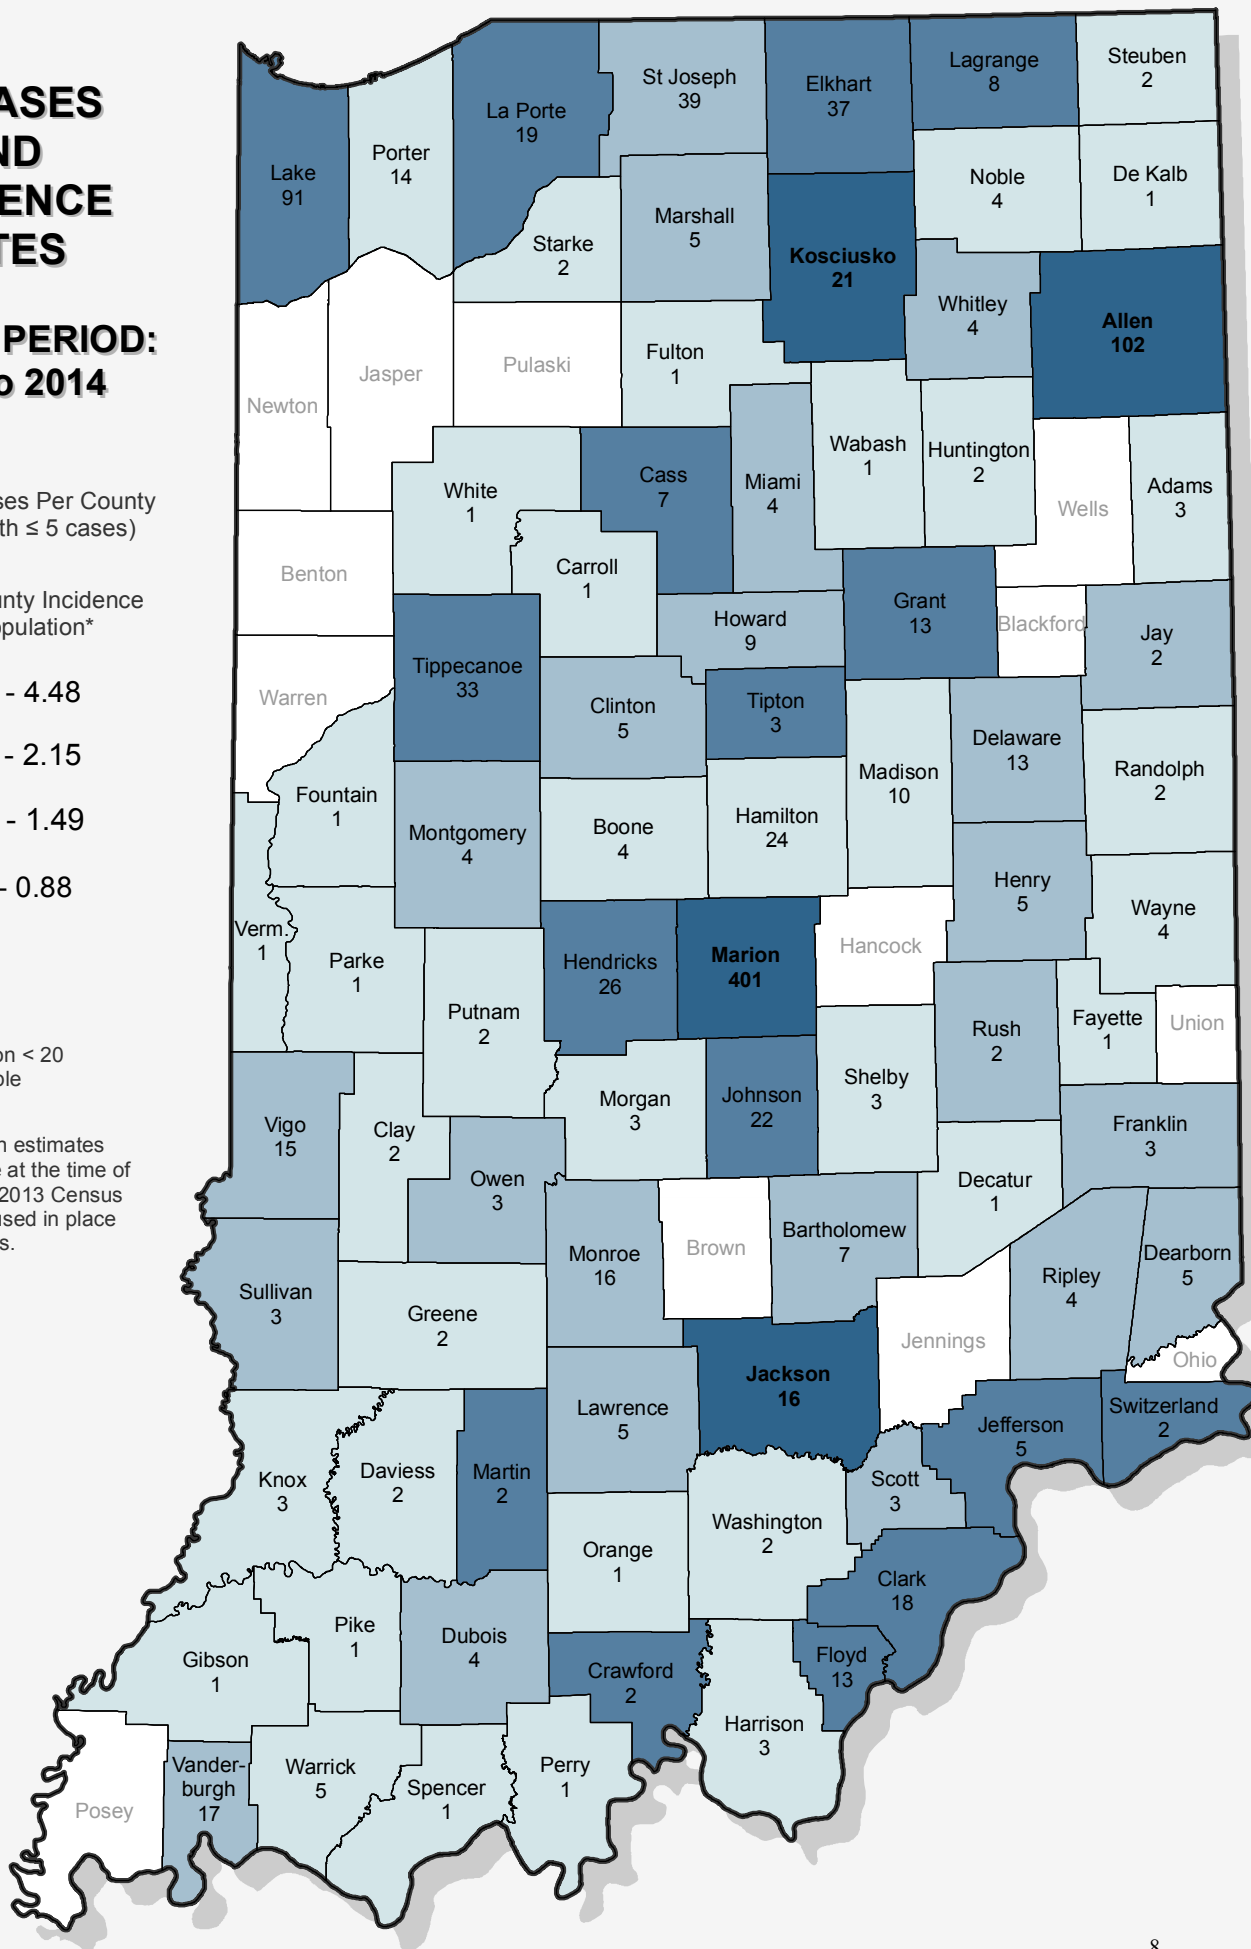 ASES
ND
ENCE
TES
PERIOD:
o 2014
ses Per County
th ≤ 5 cases)
unty Incidence
opulation*
- 4.48
- 2.15
- 1.49
- 0.88
on < 20
ble
n estimates
e at the time of
2013 Census
used in place
s.
Lake
91
Porter
14
La Porte
19
St Joseph
39
Elkhart
37
Lagrange
8
Steuben
2
Noble
4
De Kalb
1
Starke
2
Marshall
5
Kosciusko
21
Whitley
4
Allen
102
Newton
Jasper
Pulaski
Fulton
1
Wabash
1
Huntington
2
Wells
Adams
3
White
1
Cass
7
Miami
4
Benton
Carroll
1
Howard
9
Grant
13
Blackford
Jay
2
Warren
Tippecanoe
33
Clinton
5
Tipton
3
Madison
10
Delaware
13
Randolph
2
Fountain
1
Montgomery
4
Boone
4
Hamilton
24
Henry
5
Wayne
4
Verm.
1
Parke
1
Putnam
2
Hendricks
26
Marion
401
Hancock
Rush
2
Fayette
1
Union
Vigo
15
Clay
2
Owen
3
Morgan
3
Johnson
22
Shelby
3
Decatur
1
Franklin
3
Sullivan
3
Greene
2
Monroe
16
Brown
Bartholomew
7
Jennings
Ripley
4
Dearborn
5
Ohio
Knox
3
Daviess
2
Martin
2
Lawrence
5
Jackson
16
Jefferson
5
Switzerland
2
Scott
3
Washington
2
Orange
1
Clark
18
Gibson
1
Pike
1
Dubois
4
Crawford
2
Floyd
13
Harrison
3
Posey
Vander-
burgh
17
Warrick
5
Spencer
1
Perry
1
8